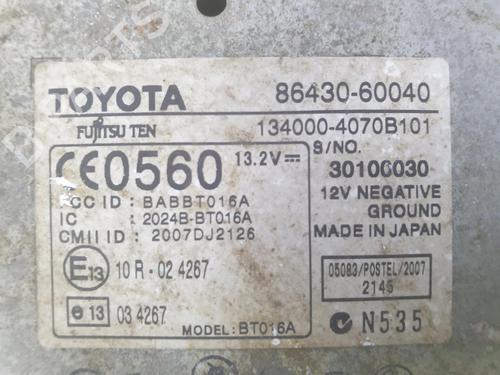 TOYOTA 86430-60040
FUJITSU TEN 134000-4070B101
CE0560 13.2V S/NO.
30100030
CC ID : BABBT016A 12V NEGATIVE
IC : 2024B-BT016A GROUND
CMII ID : 2007DJ2126 MADE IN JAPAN
E13 10 R - 02 4267
05083/POSTEL/2007
2145
e 13 03 4267
MODEL: BT016A
N535